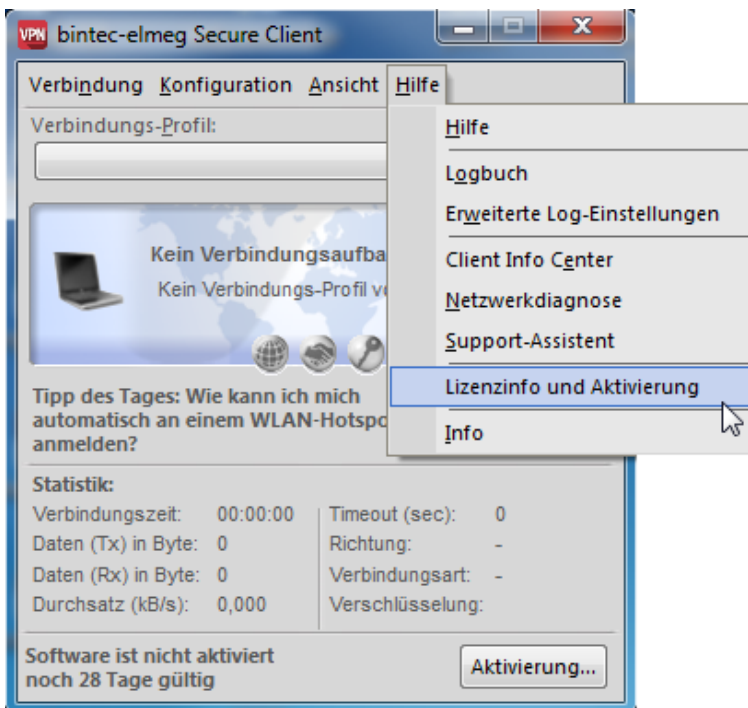 VPN bintec-elmeg Secure Client
Verbindung Konfiguration Ansicht Hilfe
Verbindungs-Profil:
Kein
Kein Verbindungs-Profil
Tipp des Tages: Wie kann ich mich
automatisch an einem
anmelden?
Statistik:
Verbindungszeit: 00:00:00
Daten (Tx) in Byte: 0
Daten (Rx) in Byte: 0
Durchsatz (kB/s): 0,000
Timeout (sec): 0
Richtung: -
Verbindungsart: -
Verschlüsselung:
Software ist nicht aktiviert
noch 28 Tage gültig
Aktivierung...
Hilfe
Logbuch
Erweiterte Log-Einstellungen
Client Info Center
Netzwerkdiagnose
Support-Assistent
Lizenzinfo und Aktivierung
Info